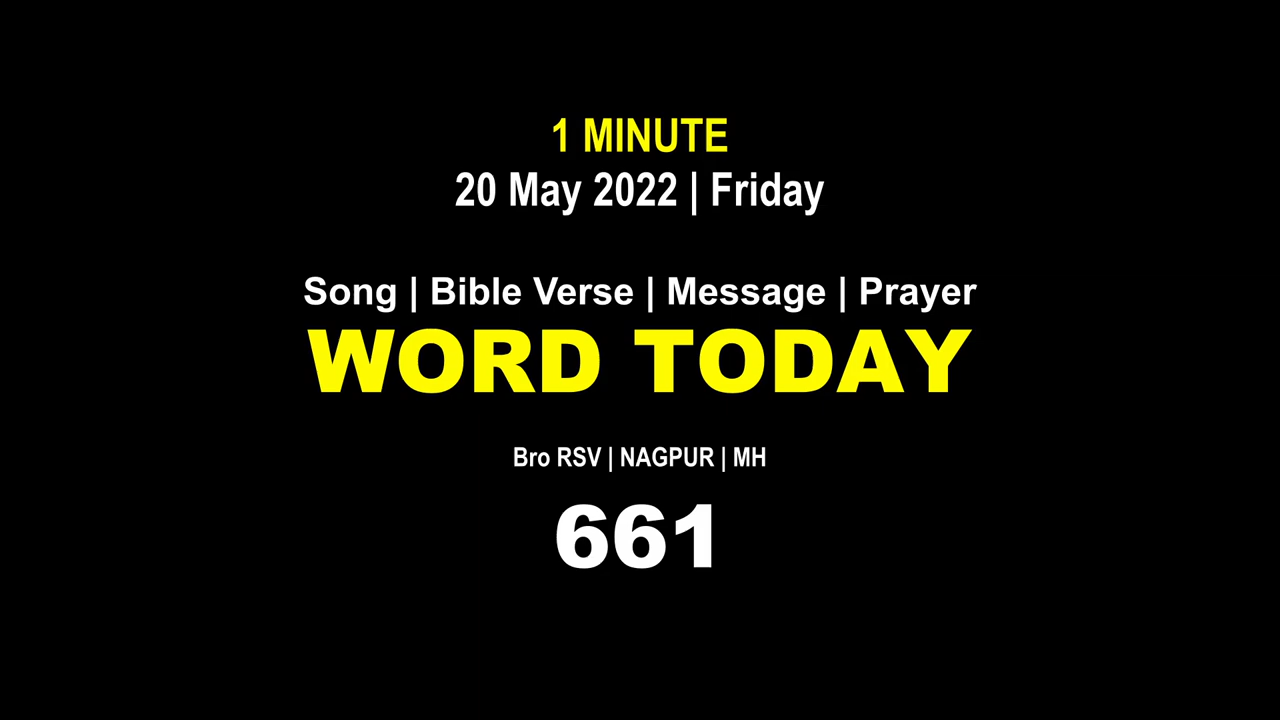 1 MINUTE
20 May 2022 | Friday
Song | Bible Verse | Message | Prayer
WORD TODAY
Bro RSV | NAGPUR | MH
661